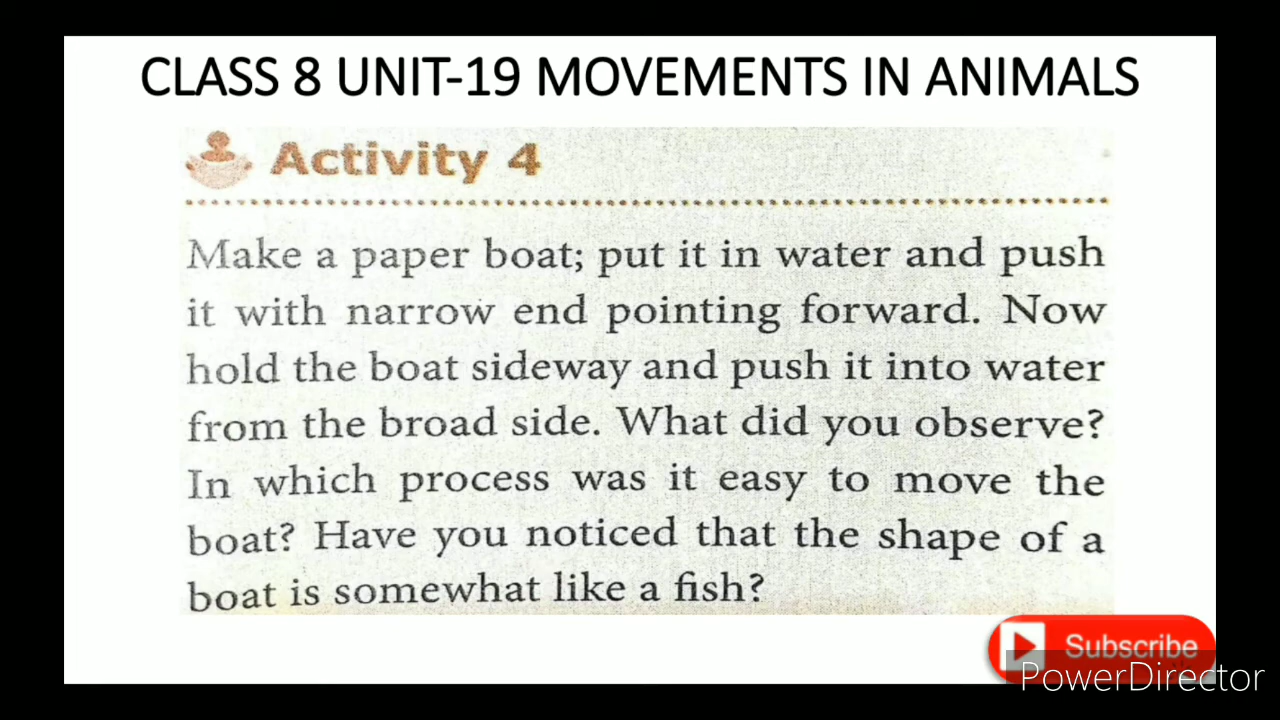 CLASS 8 UNIT-19 MOVEMENTS IN ANIMALS
Activity 4
Make a paper boat; put it in water and push
it with narrow end pointing forward. Now
hold the boat sideway and push it into water
from the broad side. What did you observe?
In which process was it easy to move the
boat? Have you noticed that the shape of a
boat is somewhat like a fish?
Subscribe
PowerDirector